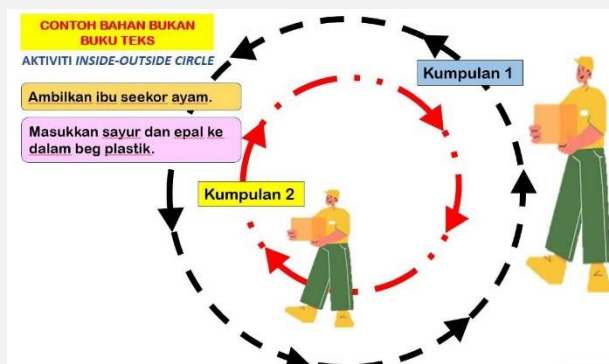 CONTOH BAHAN BUKAN
BUKU TEKS
AKTIVITI INSIDE-OUTSIDE CIRCLE
Ambilkan ibu seekor ayam.
Masukkan sayur dan epal ke
dalam beg plastik.
Kumpulan 1
Kumpulan 2